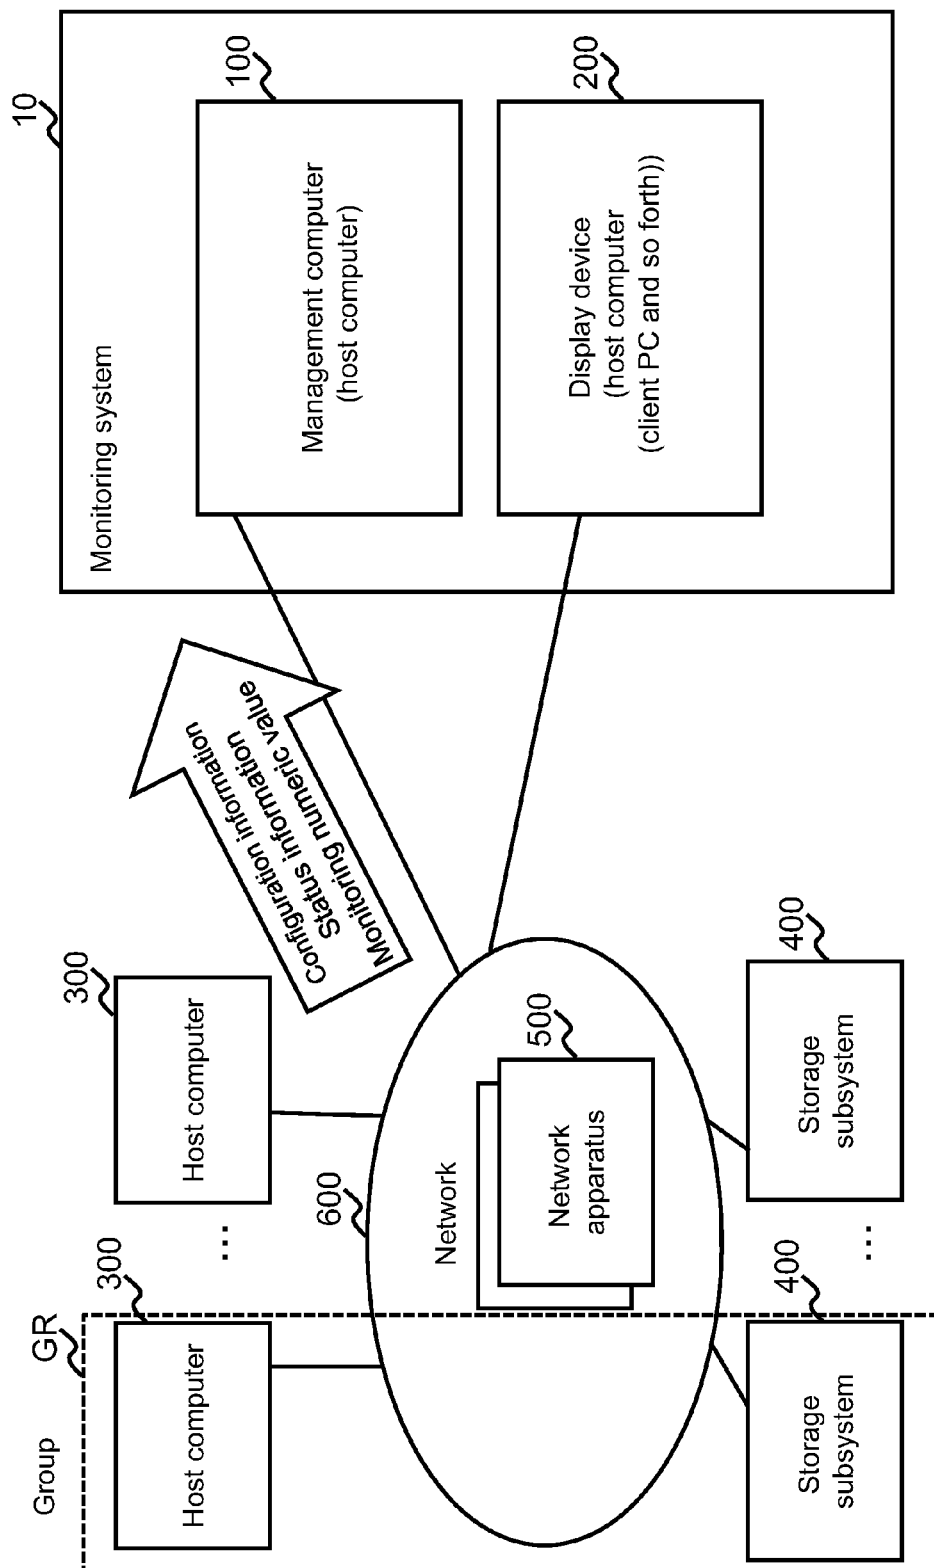 Group
GR
300
Host computer
...
300
Host computer
Configuration information
Status information
Monitoring numeric value
10
Monitoring system
100
Management computer
(host computer)
200
Display device
(host computer
(client PC and so forth))
600
Network
500
Network
apparatus
400
Storage
subsystem
...
400
Storage
subsystem